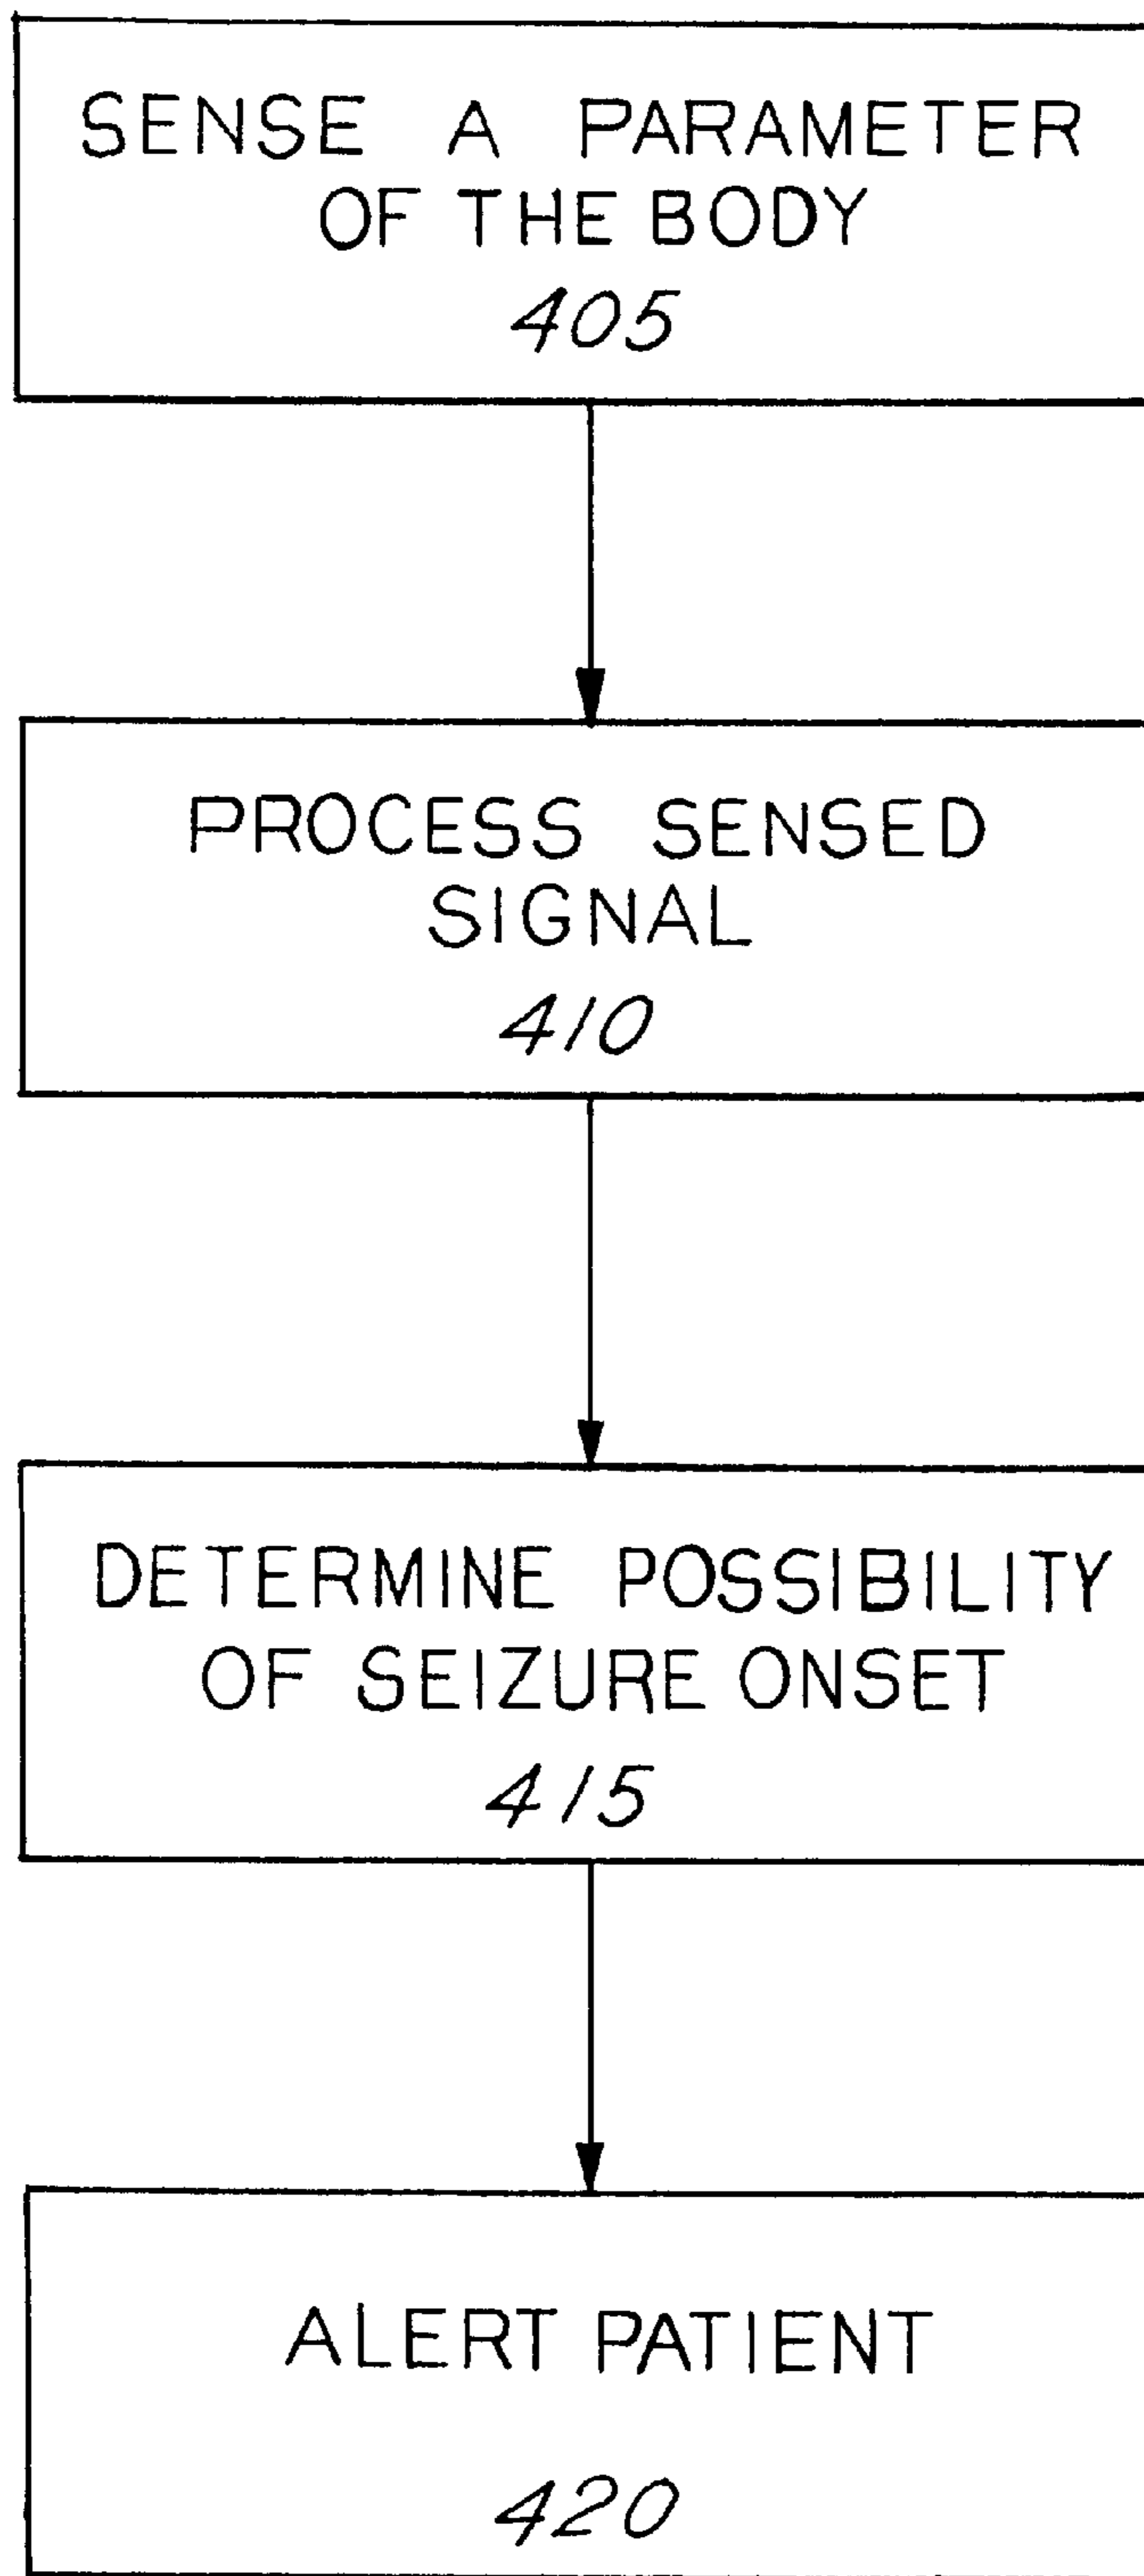 SENSE A PARAMETER
OF THE BODY
405
PROCESS SENSED
SIGNAL
410
DETERMINE POSSIBILITY
OF SEIZURE ONSET
415
ALERT PATIENT
420